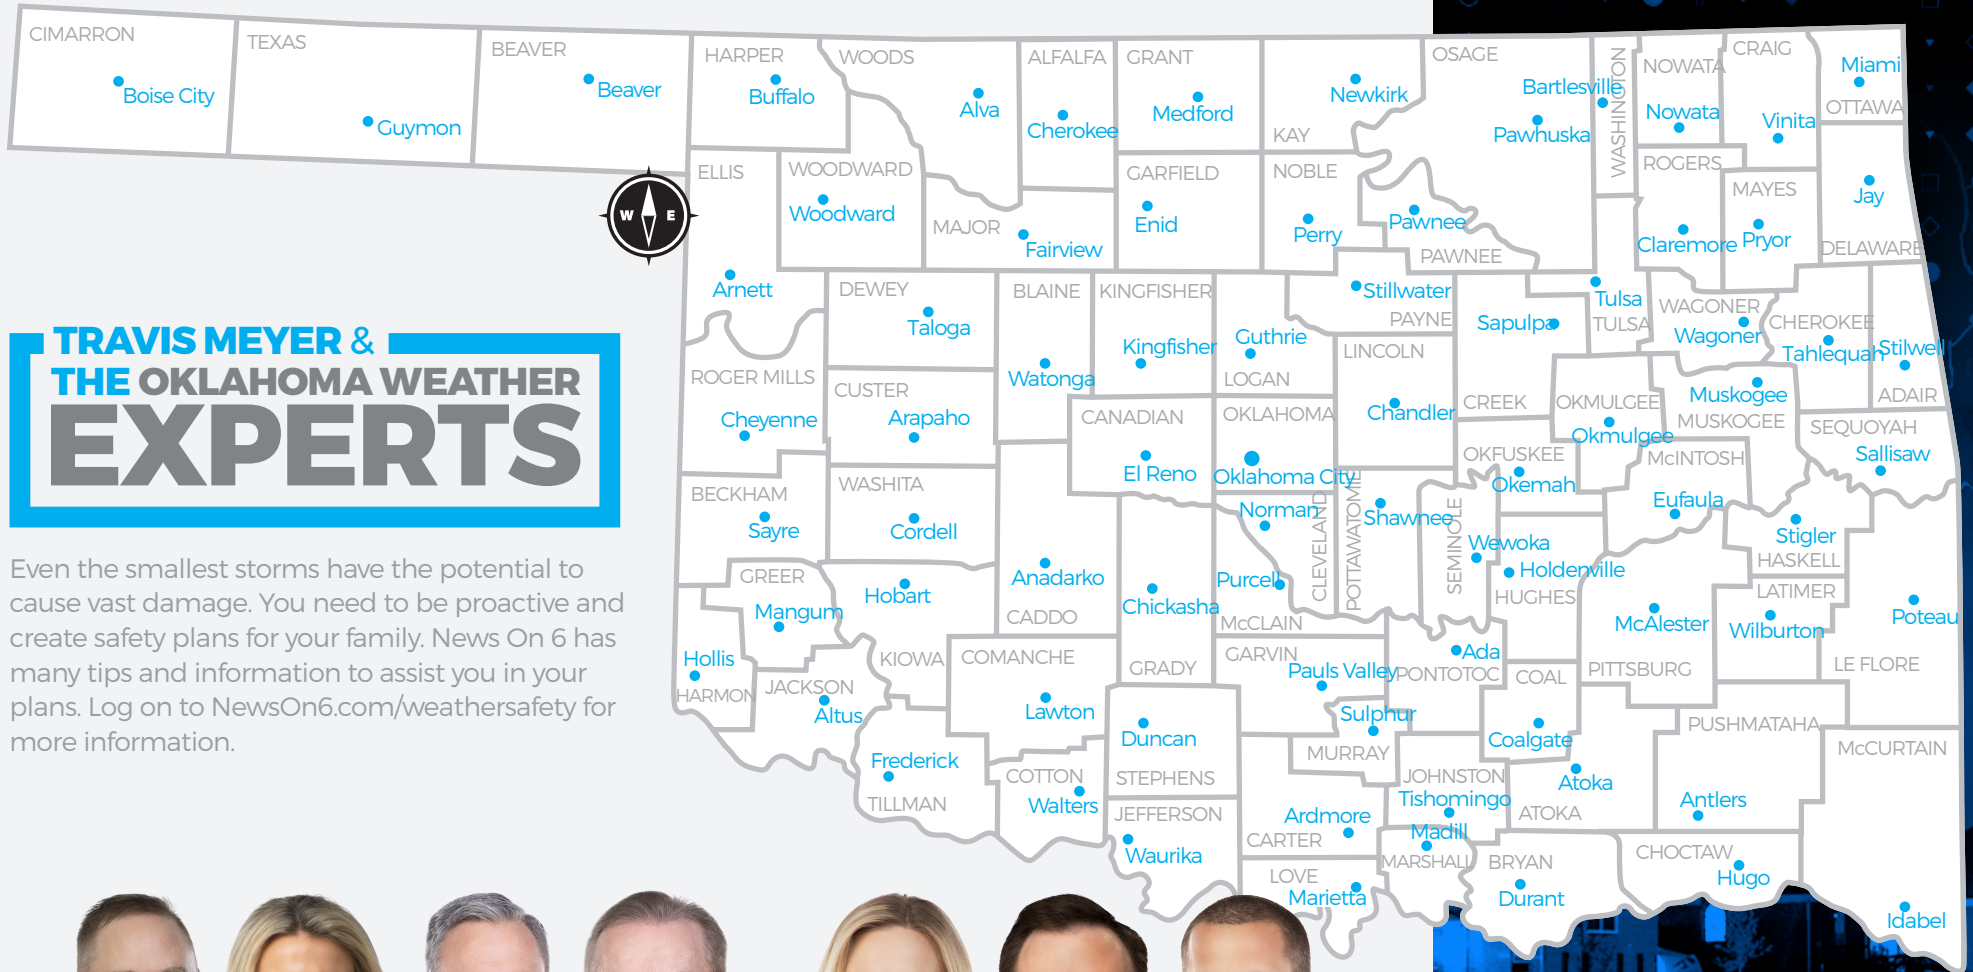 CIMARRON
Boise City
TEXAS
Guymon
BEAVER
Beaver
HARPER
Buffalo
WOODS
Alva
ALFALFA
Cherokee
GRANT
Medford
KAY
Newkirk
OSAGE
Bartlesville
Pawhuska
WASHINGTON
NOWATA
Nowata
CRAIG
Vinita
Miami
OTTAWA
ELLIS
Arnett
WOODWARD
Woodward
MAJOR
Fairview
GARFIELD
Enid
NOBLE
Perry
Pawnee
PAWNEE
ROGERS
Claremore
MAYES
Pryor
Jay
DELAWARE
W E
DEWEY
Taloga
BLAINE
Watonga
KINGFISHER
Kingfisher
Guthrie
LOGAN
Stillwater
PAYNE
LINCOLN
Chandler
Sapulpa
CREEK
Tulsa
TULSA
WAGONER
Wagoner
CHEROKEE
Tahlequah
Stilwell
ADAIR
TRAVIS MEYER &
THE OKLAHOMA WEATHER
EXPERTS
Even the smallest storms have the potential to
cause vast damage. You need to be proactive and
create safety plans for your family. News On 6 has
many tips and information to assist you in your
plans. Log on to NewsOn6.com/weathersafety for
more information.
ROGER MILLS
Cheyenne
CUSTER
Arapaho
CANADIAN
El Reno
OKLAHOMA
Oklahoma City
OKMULGEE
Okmulgee
Muskogee
MUSKOGEE
SEQUOYAH
Sallisaw
OKFUSKEE
Okemah
McINTOSH
Eufaula
BECKHAM
Sayre
WASHITA
Cordell
Norman
CLEVELAND
POTTAWATOMIE
Shawnee
SEMINOLE
Wewoka
Holdenville
HUGHES
Stigler
HASKELL
GREER
Mangum
Hobart
KIOWA
Anadarko
CADDO
Chickasha
GRADY
Purcell
McCLAIN
McAlester
PITTSBURG
LATIMER
Wilburton
Poteau
LE FLORE
Hollis
HARMON
JACKSON
Altus
COMANCHE
Lawton
GARVIN
Pauls Valley
Ada
PONTOTOC
COAL
Coalgate
Frederick
TILLMAN
COTTON
Walters
Duncan
STEPHENS
Sulphur
MURRAY
JOHNSTON
Tishomingo
Atoka
ATOKA
PUSHMATAHA
Antlers
McCURTAIN
Idabel
JEFFERSON
Waurika
Ardmore
CARTER
LOVE
Marietta
Madill
MARSHALL
BRYAN
Durant
CHOCTAW
Hugo